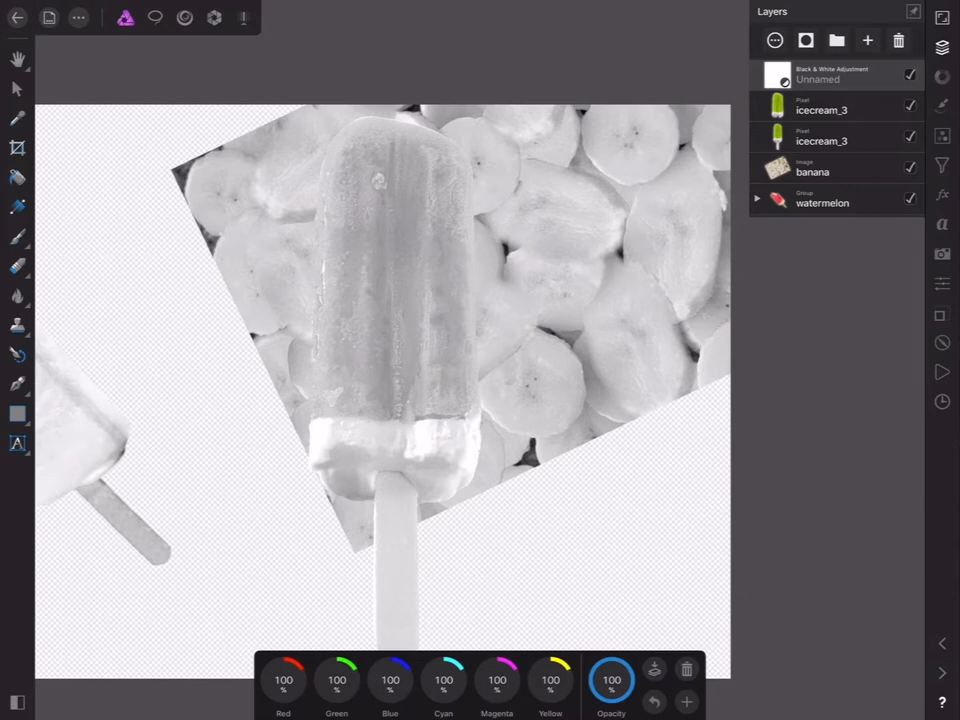 Layers
Black & White Adjustment
Unnamed
Pixel
icecream_3
Pixel
icecream_3
Image
banana
Group
watermelon
A
a
?
100
%
100
%
100
%
100
%
100
%
100
%
100
%
Red
Green
Blue
Cyan
Magenta
Yellow
Opacity